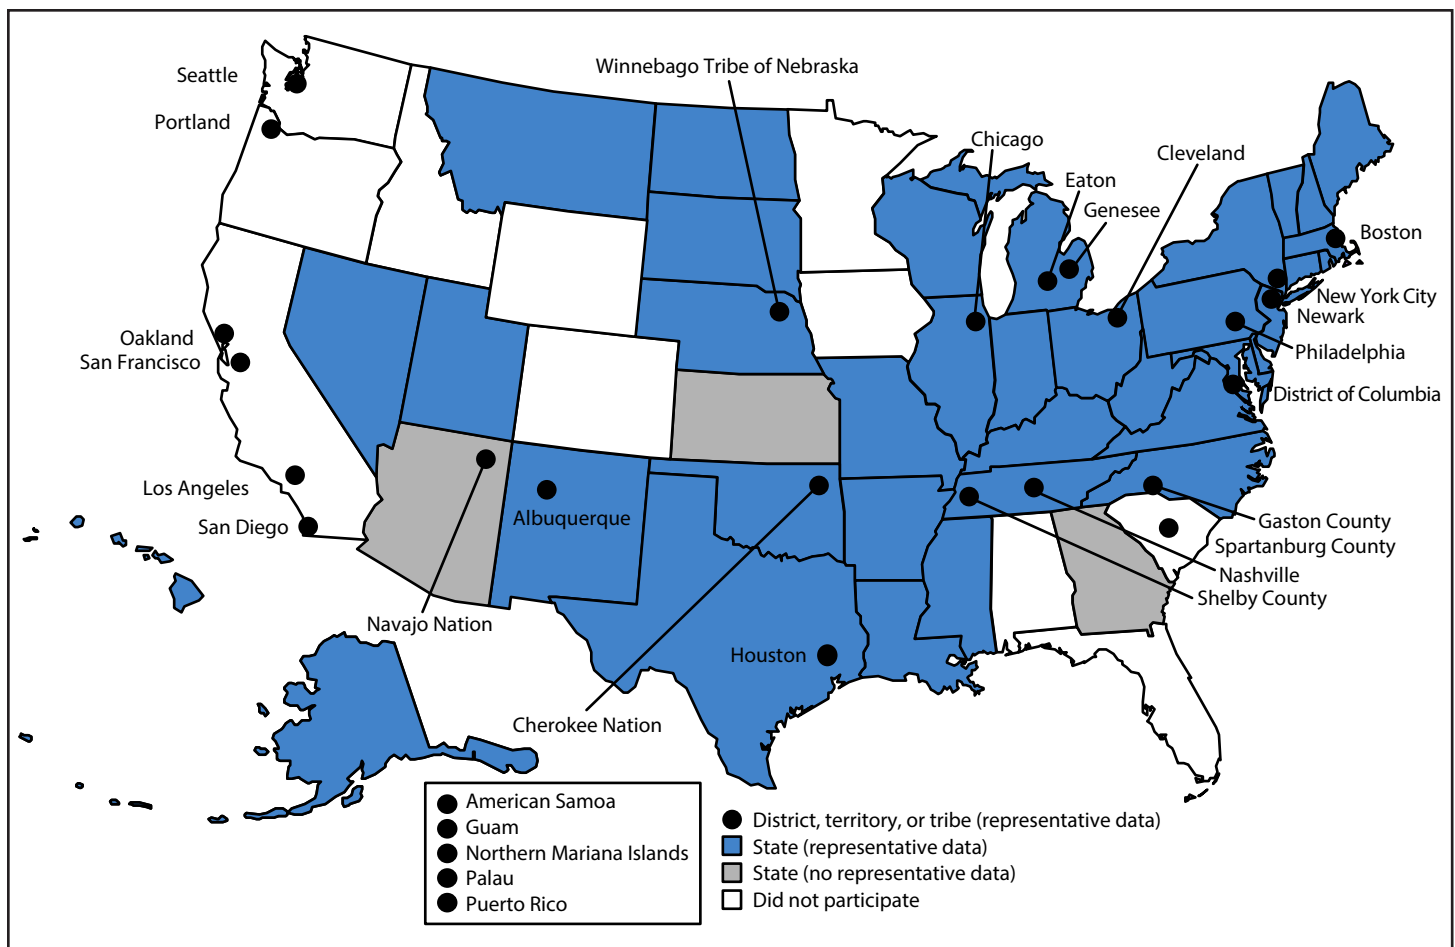 Winnebago Tribe of Nebraska
Seattle
Portland
Chicago
Cleveland
Eaton
Genesee
Boston
New York City
Newark
Philadelphia
District of Columbia
Oakland
San Francisco
Los Angeles
San Diego
Albuquerque
Gaston County
Spartanburg County
Nashville
Shelby County
Navajo Nation
Houston
Cherokee Nation
American Samoa
Guam
Northern Mariana Islands
Palau
Puerto Rico
District, territory, or tribe (representative data)
State (representative data)
State (no representative data)
Did not participate